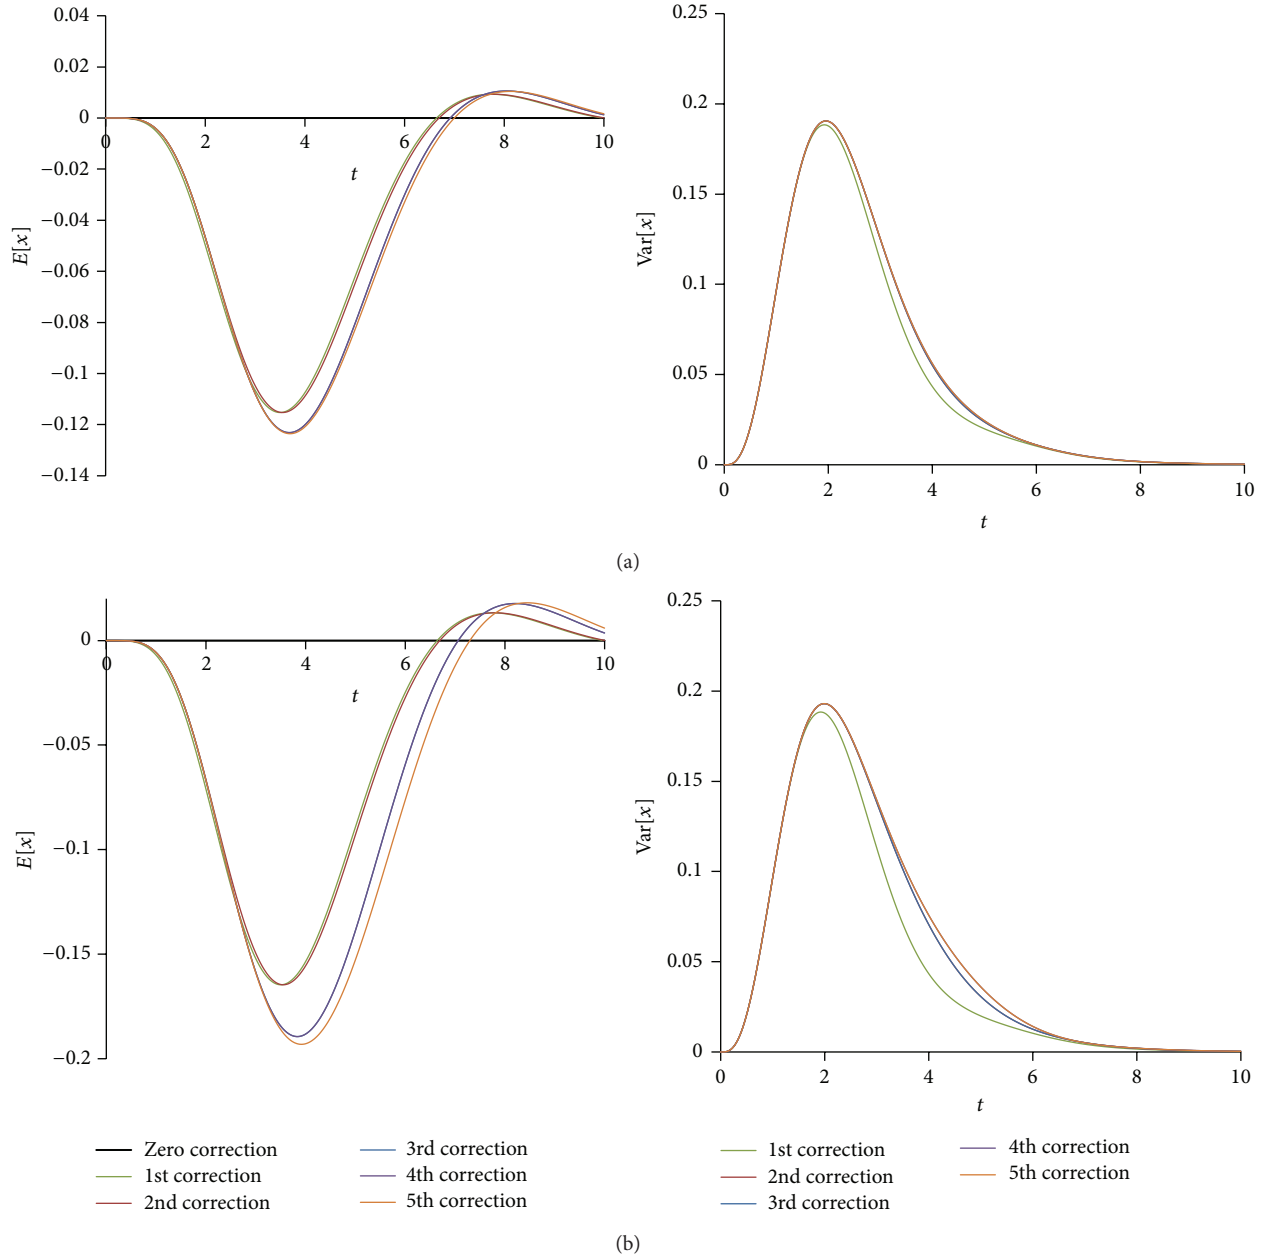 0.04
0.02
0
−0.02
−0.04
−0.06
−0.08
−0.1
−0.12
−0.14
0 2 4 6 8 10
t
E[x]
0.25
0.2
0.15
0.1
0.05
0
0 2 4 6 8 10
t
Var[x]
(a)
0
−0.05
−0.1
−0.15
−0.2
0 2 4 6 8 10
t
E[x]
0.25
0.2
0.15
0.1
0.05
0
0 2 4 6 8 10
t
Var[x]
Zero correction
1st correction
2nd correction
3rd correction
4th correction
5th correction
1st correction
2nd correction
3rd correction
4th correction
5th correction
(b)